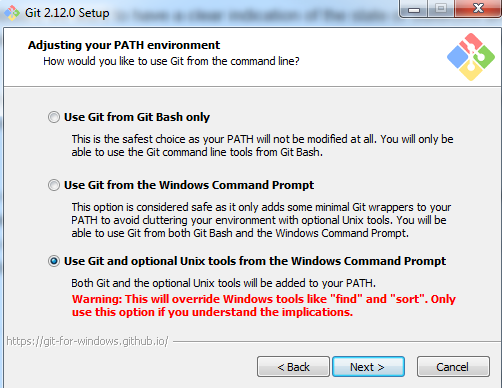 to have a clear indication of the state
Git 2.12.0 Setup
Adjusting your PATH environment
How would you like to use Git from the command line?
Use Git from Git Bash only
This is the safest choice as your PATH will not be modified at all. You will only be
able to use the Git command line tools from Git Bash.
Use Git from the Windows Command Prompt
This option is considered safe as it only adds some minimal Git wrappers to your
PATH to avoid cluttering your environment with optional Unix tools. You will be
able to use Git from both Git Bash and the Windows Command Prompt.
Use Git and optional Unix tools from the Windows Command Prompt
Both Git and the optional Unix tools will be added to your PATH.
Warning: This will override Windows tools like "find" and "sort". Only
use this option if you understand the implications.
https://git-for-windows.github.io/
< Back Next > Cancel